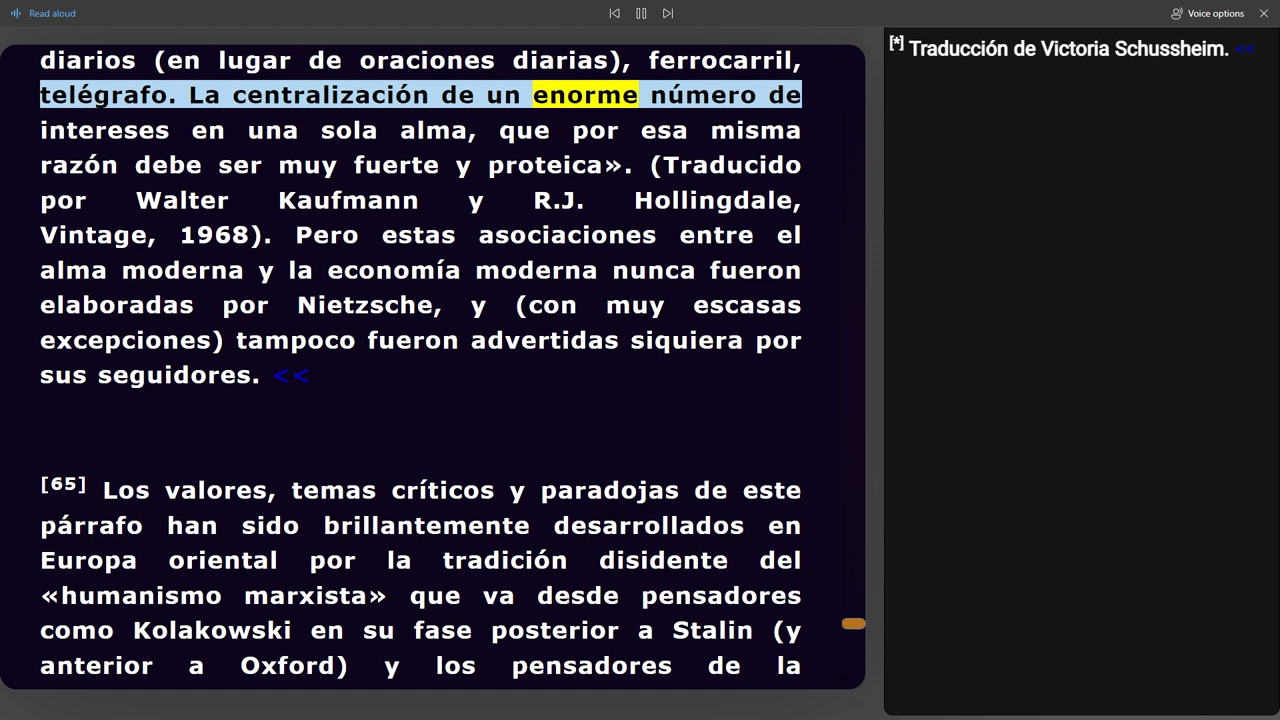 Read aloud
Voice options
diarios (en lugar de oraciones diarias), ferrocarril,
telégrafo. La centralización de un enorme número de
intereses en una sola alma, que por esa misma
razón debe ser muy fuerte y proteica». (Traducido
por Walter Kaufmann y R.J. Hollingdale,
Vintage, 1968). Pero estas asociaciones entre el
alma moderna y la economía moderna nunca fueron
elaboradas por Nietzsche, y (con muy escasas
excepciones) tampoco fueron advertidas siquiera por
sus seguidores. <<
[65] Los valores, temas críticos y paradojas de este
párrafo han sido brillantemente desarrollados en
Europa oriental por la tradición disidente del
«humanismo marxista» que va desde pensadores
como Kolakowski en su fase posterior a Stalin (y
anterior a Oxford) y los pensadores de la
[*] Traducción de Victoria Schussheim. <<